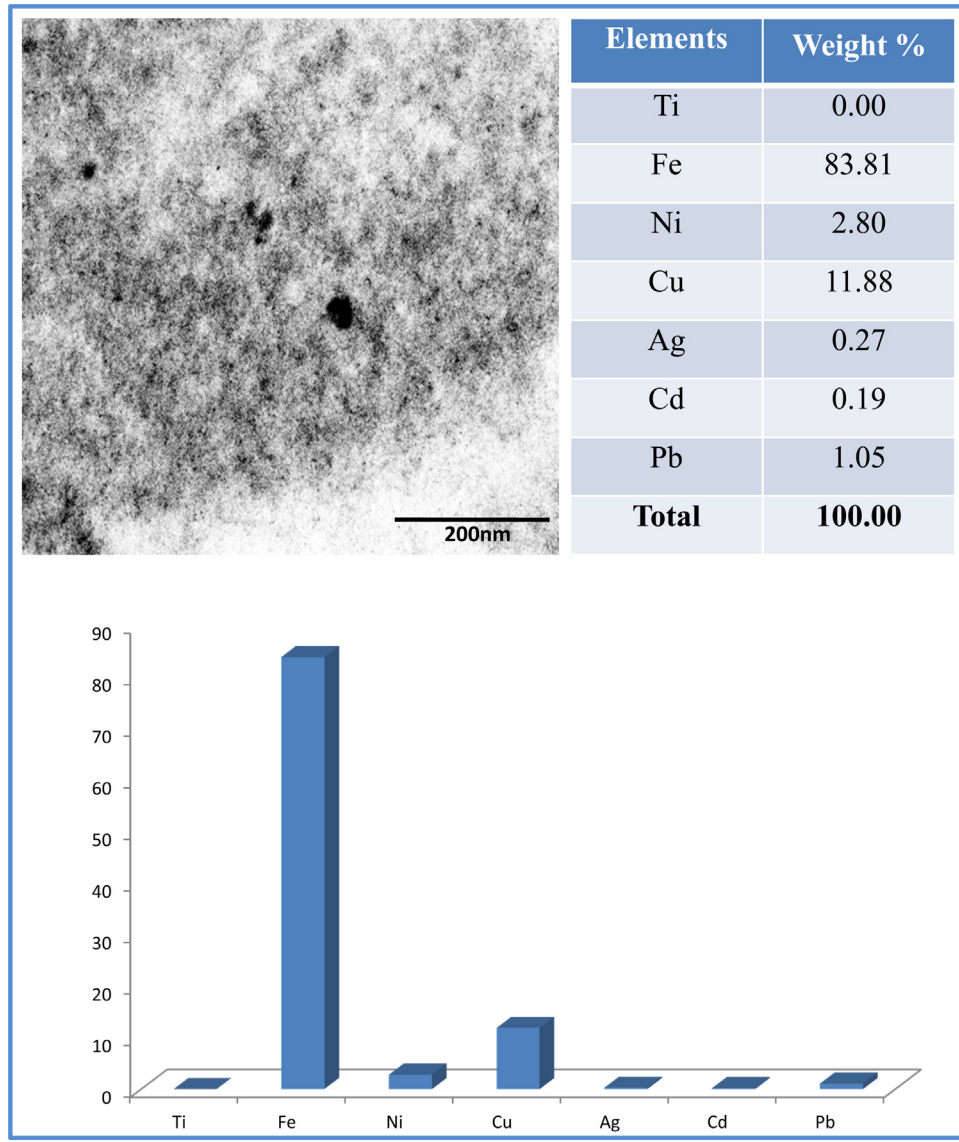 200nm
Elements Weight %
Ti 0.00
Fe 83.81
Ni 2.80
Cu 11.88
Ag 0.27
Cd 0.19
Pb 1.05
Total 100.00
90
80
70
60
50
40
30
20
10
0
Ti Fe Ni Cu Ag Cd Pb